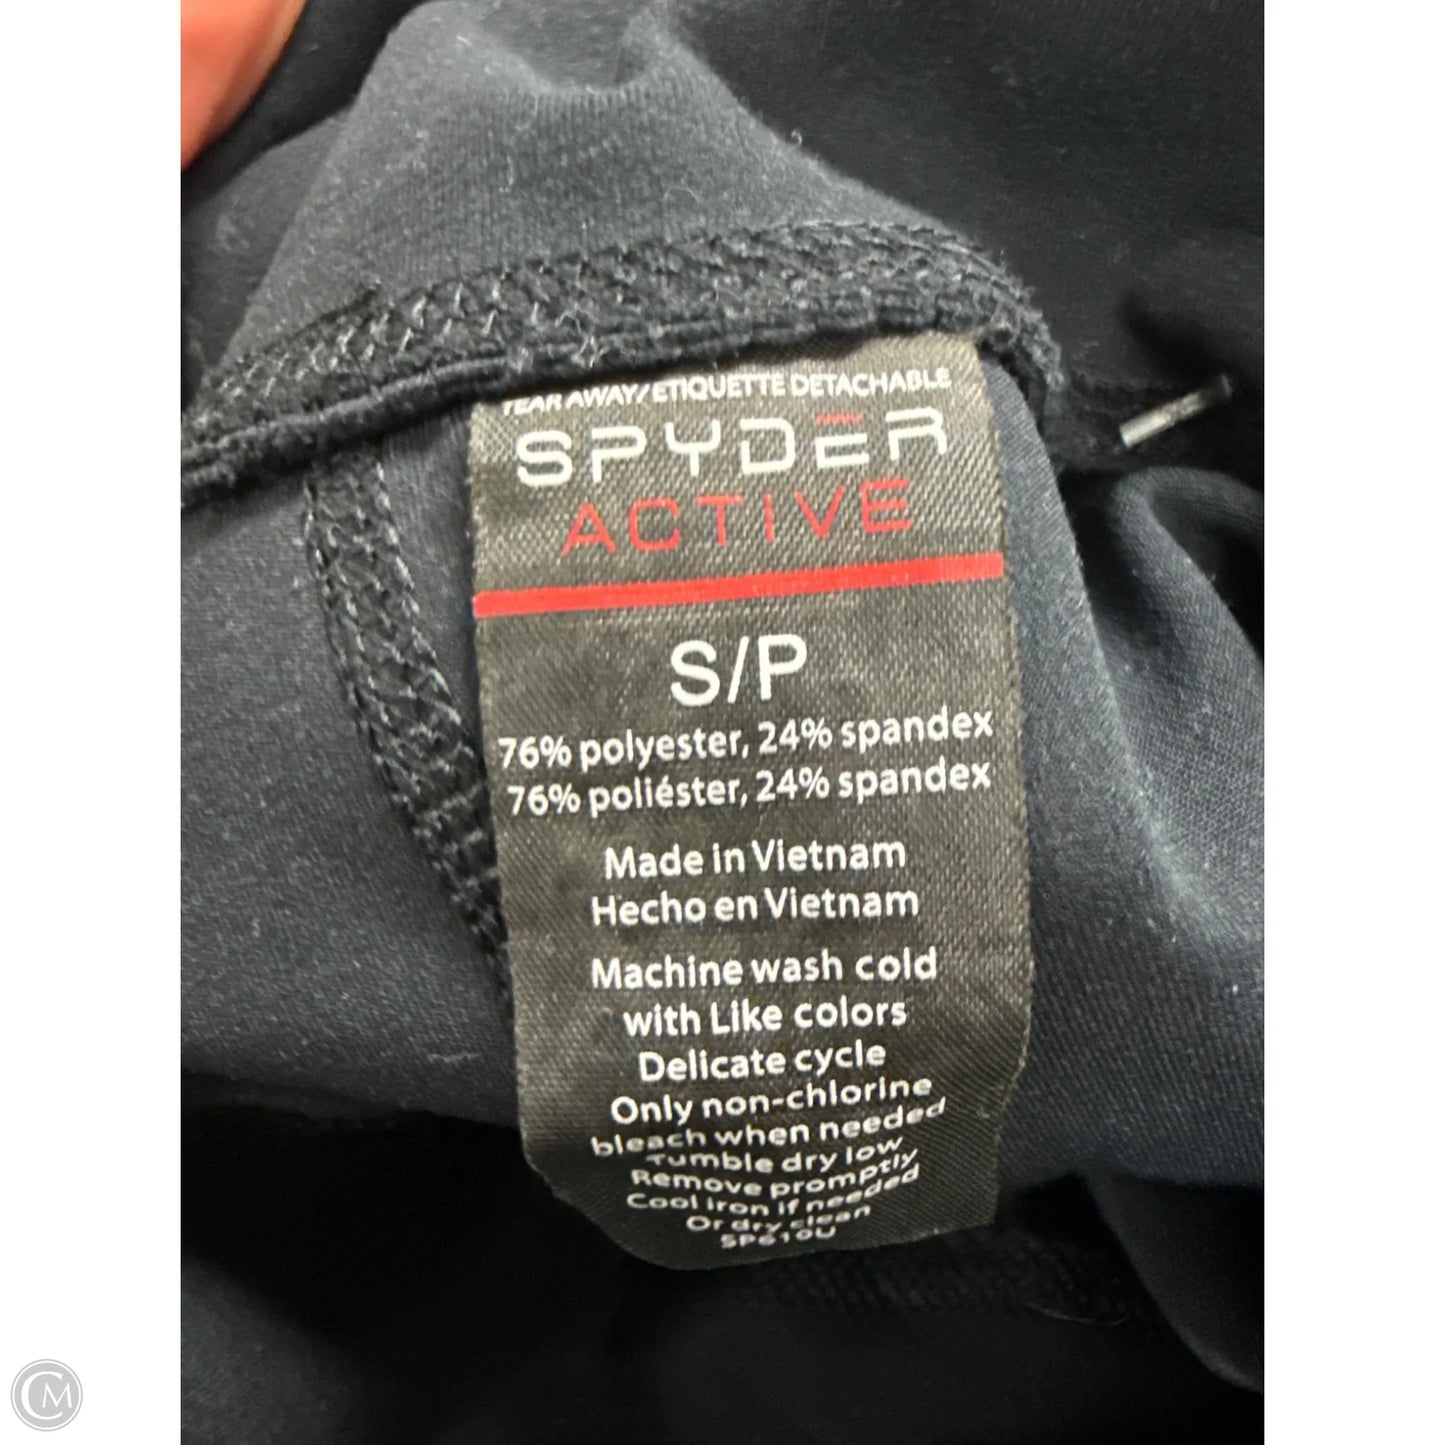 TEAR AWAY/ETIQUETTE DETACHABLE
SPYDER
ACTIVE
S/P
76% polyester, 24% spandex
76% poliéster, 24% spandex
Made in Vietnam
Hecho en Vietnam
Machine wash cold
with Like colors
Delicate cycle
Only non-chlorine
bleach when needed
Tumble dry low
Remove promptly
Cool iron if needed
Or dry clean
SP610U
CM